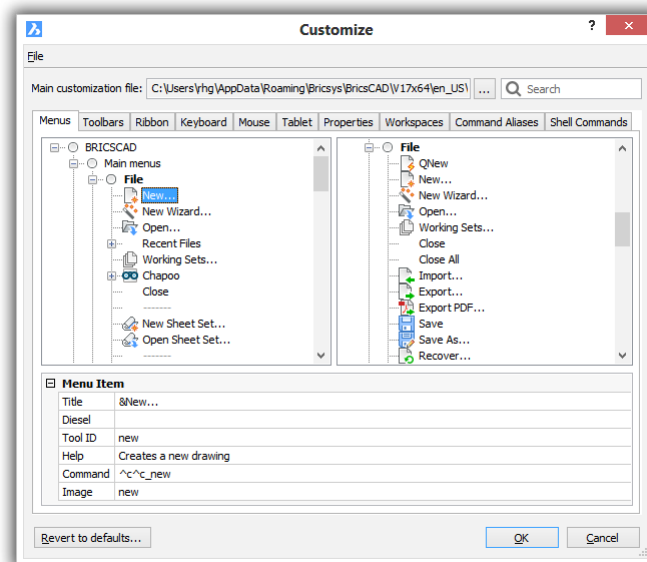 Customize
?
File
Main customization file: C:\Users\rhg\AppData\Roaming\Bricsys\BricsCAD\V17x64\en_US\ ... Search
Menus Toolbars Ribbon Keyboard Mouse Tablet Properties Workspaces Command Aliases Shell Commands
BRICSCAD
Main menus
File
New...
New Wizard...
Open...
Recent Files
Working Sets...
Chapoo
Close
--------
New Sheet Set...
Open Sheet Set...
--------
File
QNew
New...
New Wizard...
Open...
Working Sets...
Close
Close All
Import...
Export...
Export PDF...
Save
Save As...
Recover...
Menu Item
Title &New...
Diesel
Tool ID new
Help Creates a new drawing
Command ^c^c_new
Image new
Revert to defaults... OK Cancel